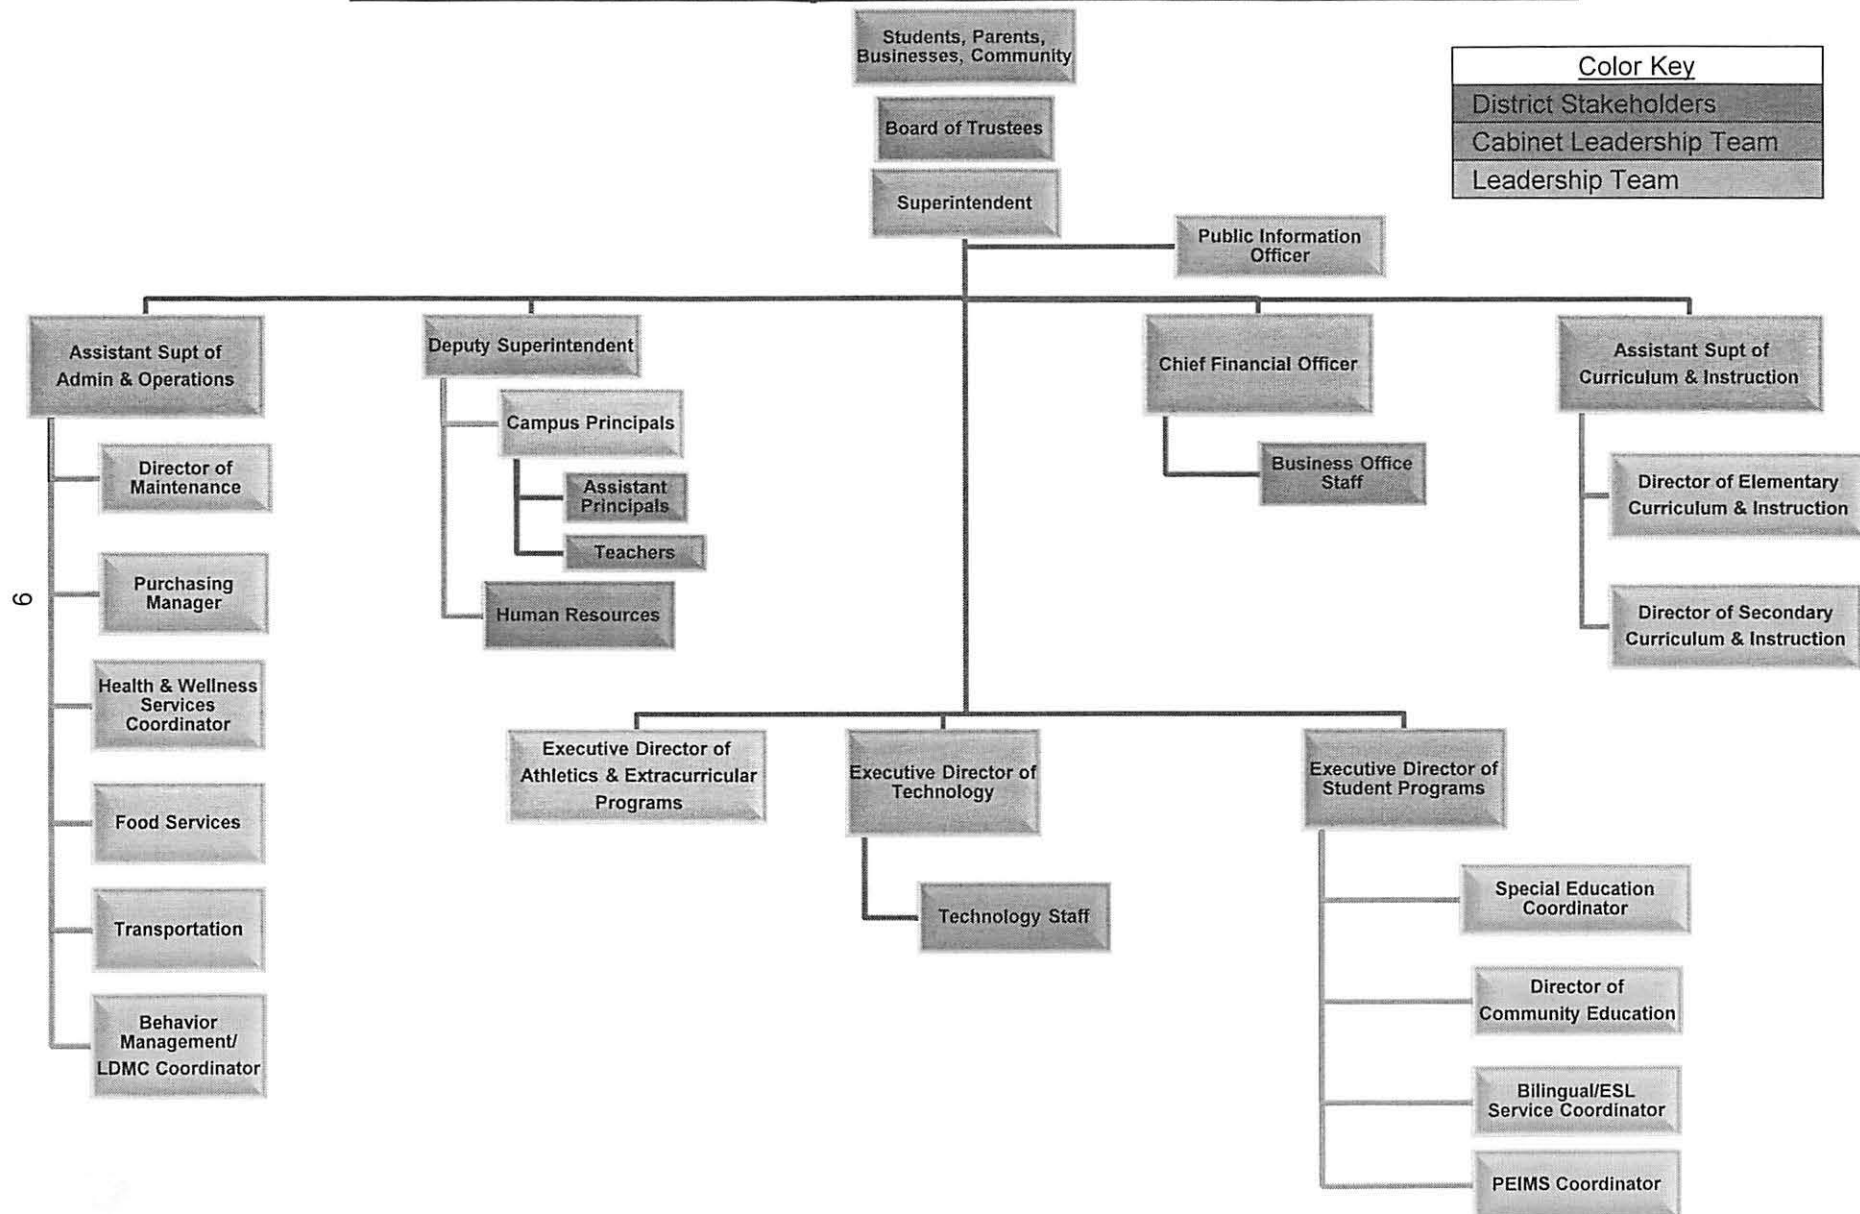 Students, Parents,
Businesses, Community
Color Key
District Stakeholders
Cabinet Leadership Team
Leadership Team
Board of Trustees
Superintendent
Public Information
Officer
Assistant Supt of
Admin & Operations
Director of
Maintenance
Purchasing
Manager
Health & Wellness
Services
Coordinator
Food Services
Transportation
Behavior
Management/
LDMC Coordinator
Deputy Superintendent
Campus Principals
Assistant
Principals
Teachers
Human Resources
Chief Financial Officer
Business Office
Staff
Assistant Supt of
Curriculum & Instruction
Director of Elementary
Curriculum & Instruction
Director of Secondary
Curriculum & Instruction
Executive Director of
Athletics & Extracurricular
Programs
Executive Director of
Technology
Technology Staff
Executive Director of
Student Programs
Special Education
Coordinator
Director of
Community Education
Bilingual/ESL
Service Coordinator
PEIMS Coordinator